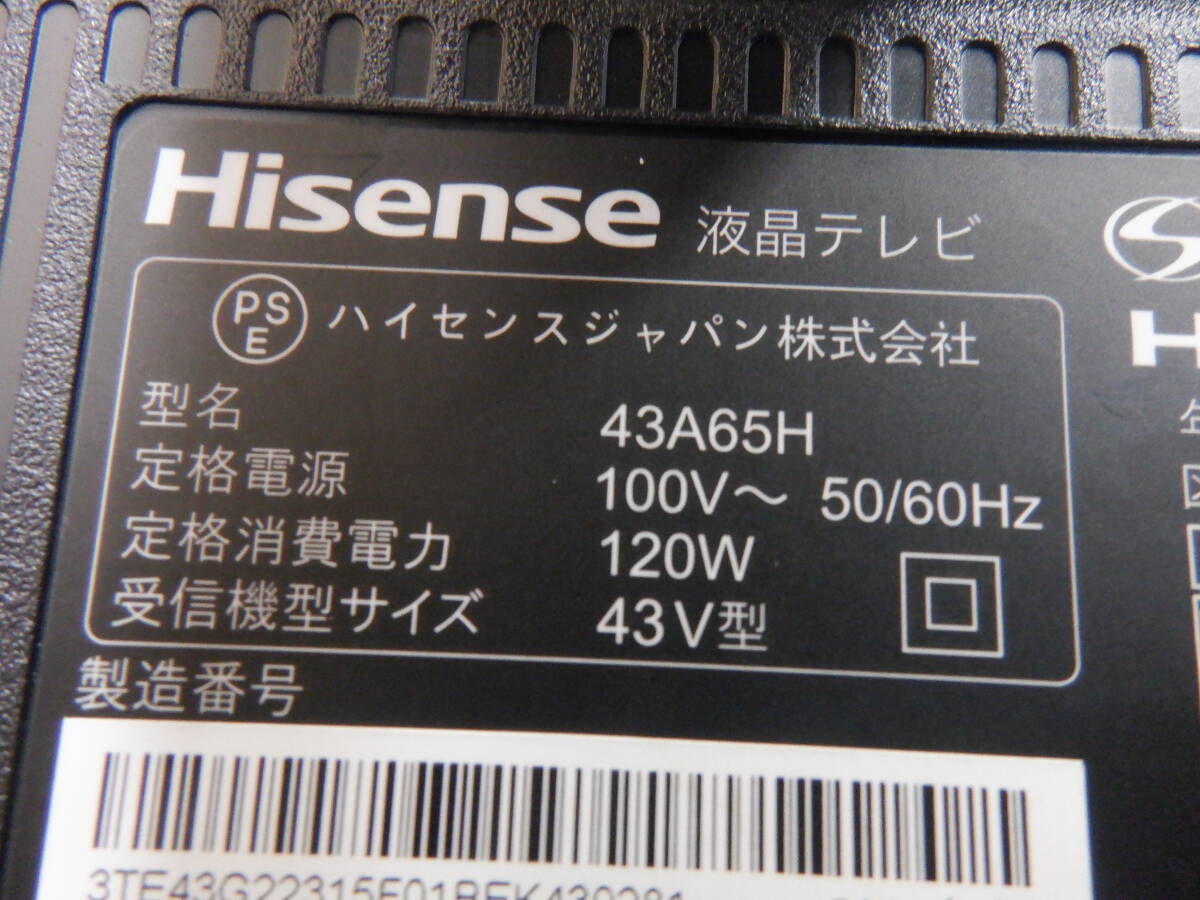 Hisense 液晶テレビ
PS
E
ハイセンスジャパン株式会社
型名 43A65H
定格電源 100V～ 50/60Hz
定格消費電力 120W
受信機型サイズ 43V型
製造番号